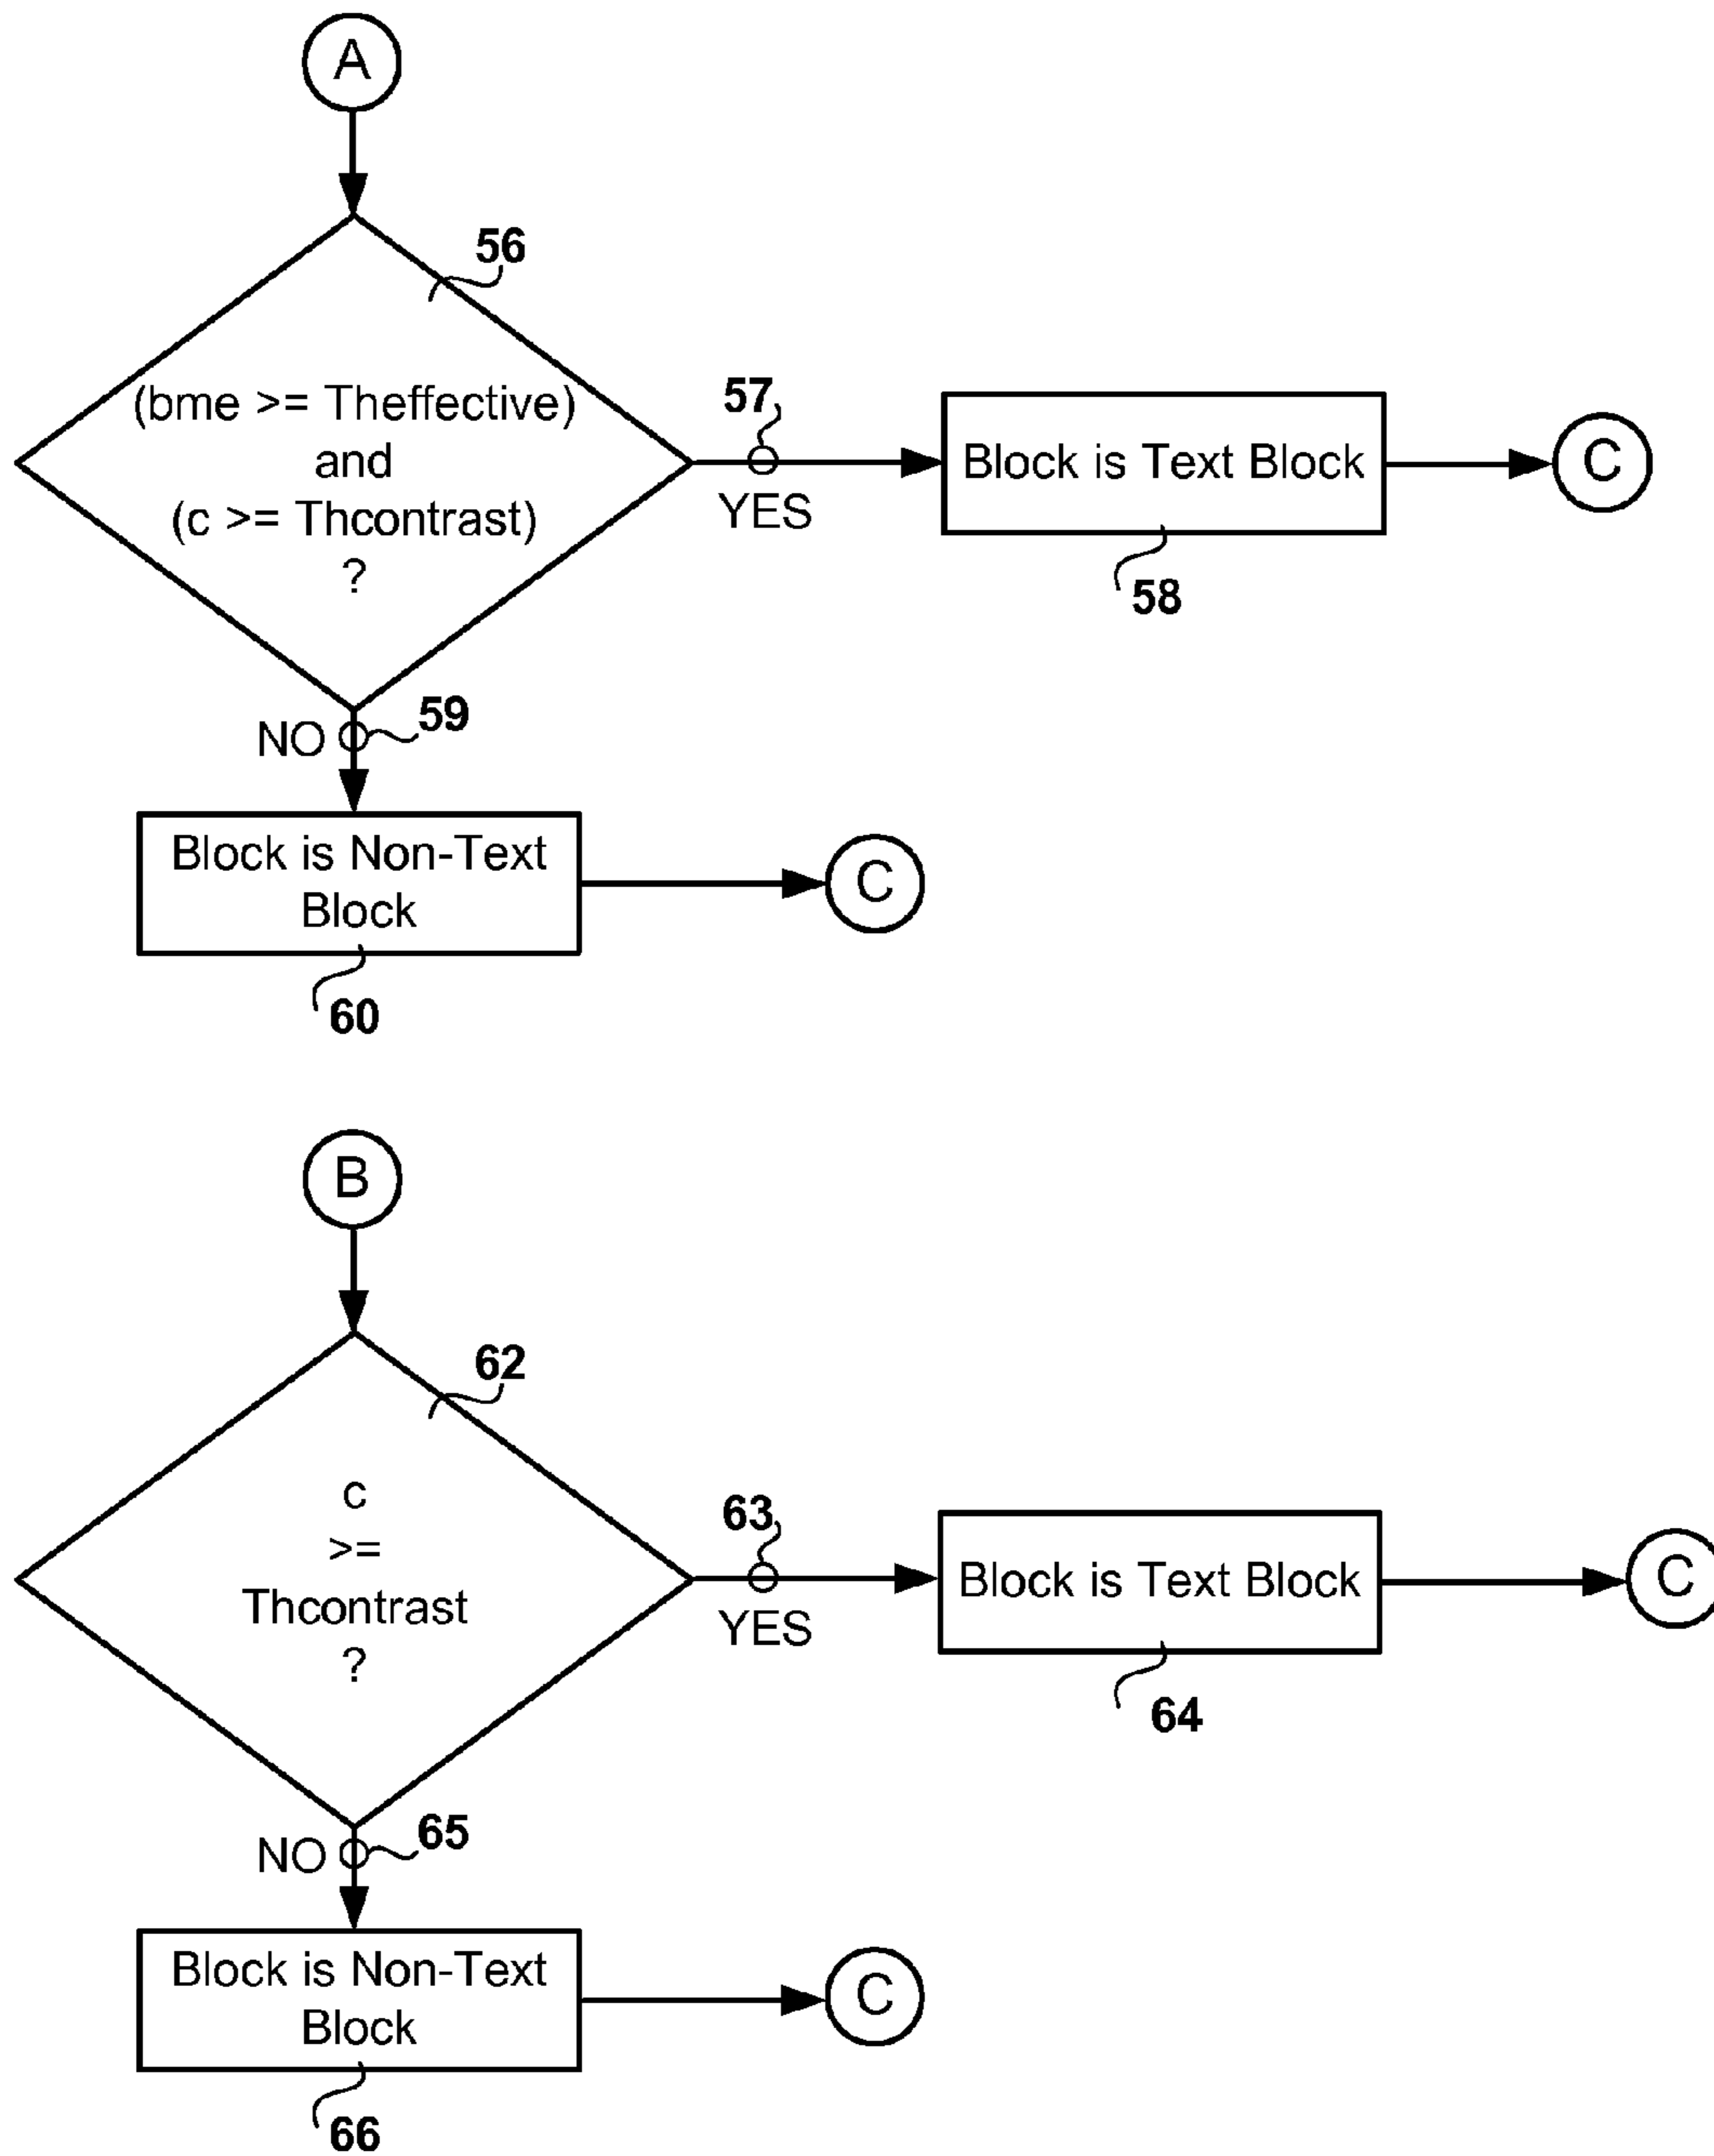 A
56
(bme >= Theffective)
and
(c >= Thcontrast)
?
57
YES
Block is Text Block
58
C
NO
59
Block is Non-Text
Block
60
C
B
62
c
>=
Thcontrast
?
63
YES
Block is Text Block
64
C
NO
65
Block is Non-Text
Block
66
C